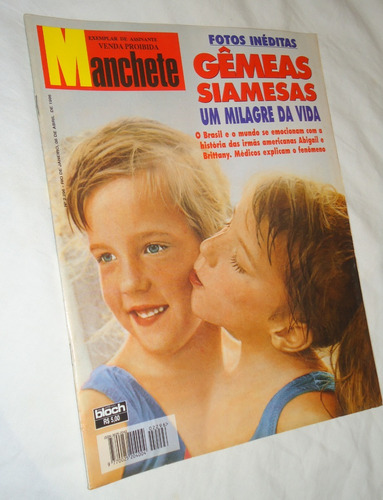 EXEMPLAR DE ASSINANTE
VENDA PROIBIDA
Manchete
FOTOS INÉDITAS
GÊMEAS
SIAMESAS
UM MILAGRE DA VIDA
O Brasil e o mundo se emocionam com a
história das irmãs americanas Abigail e
Brittany. Médicos explicam o fenômeno
bloch
R$ 5,00